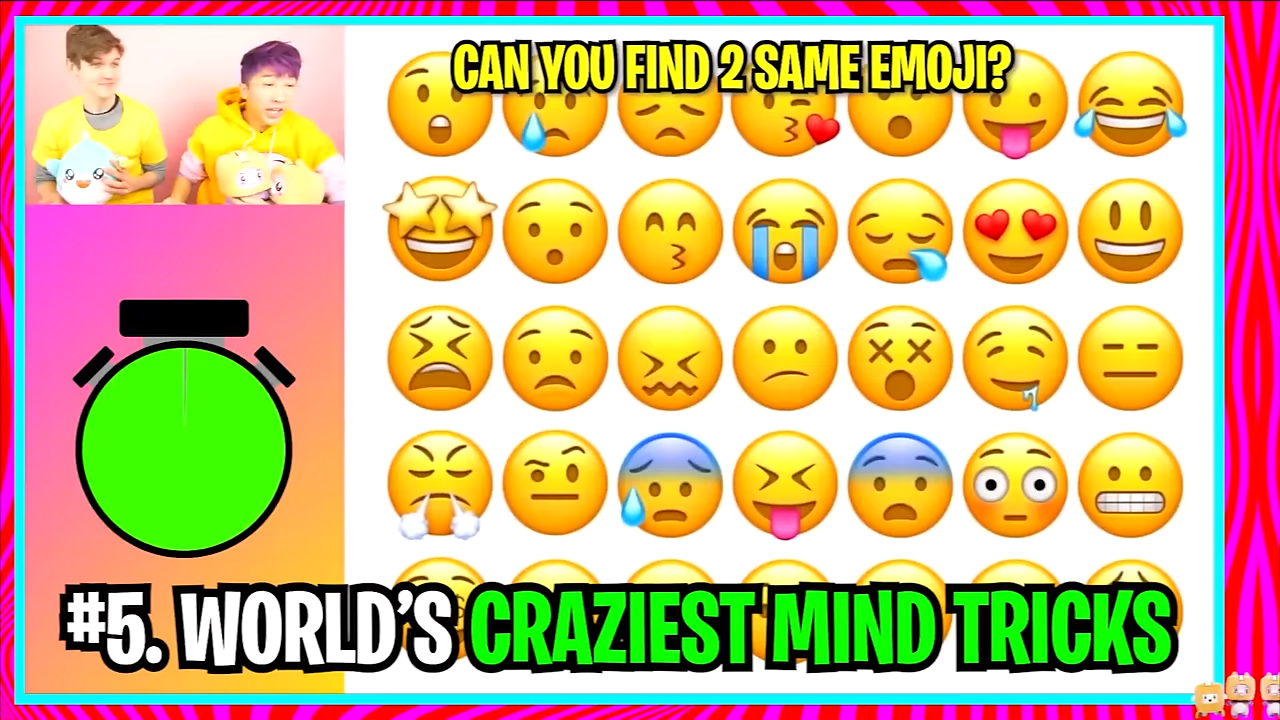 CAN YOU FIND 2 SAME EMOJI?
#5. WORLD'S CRAZIEST MIND TRICKS